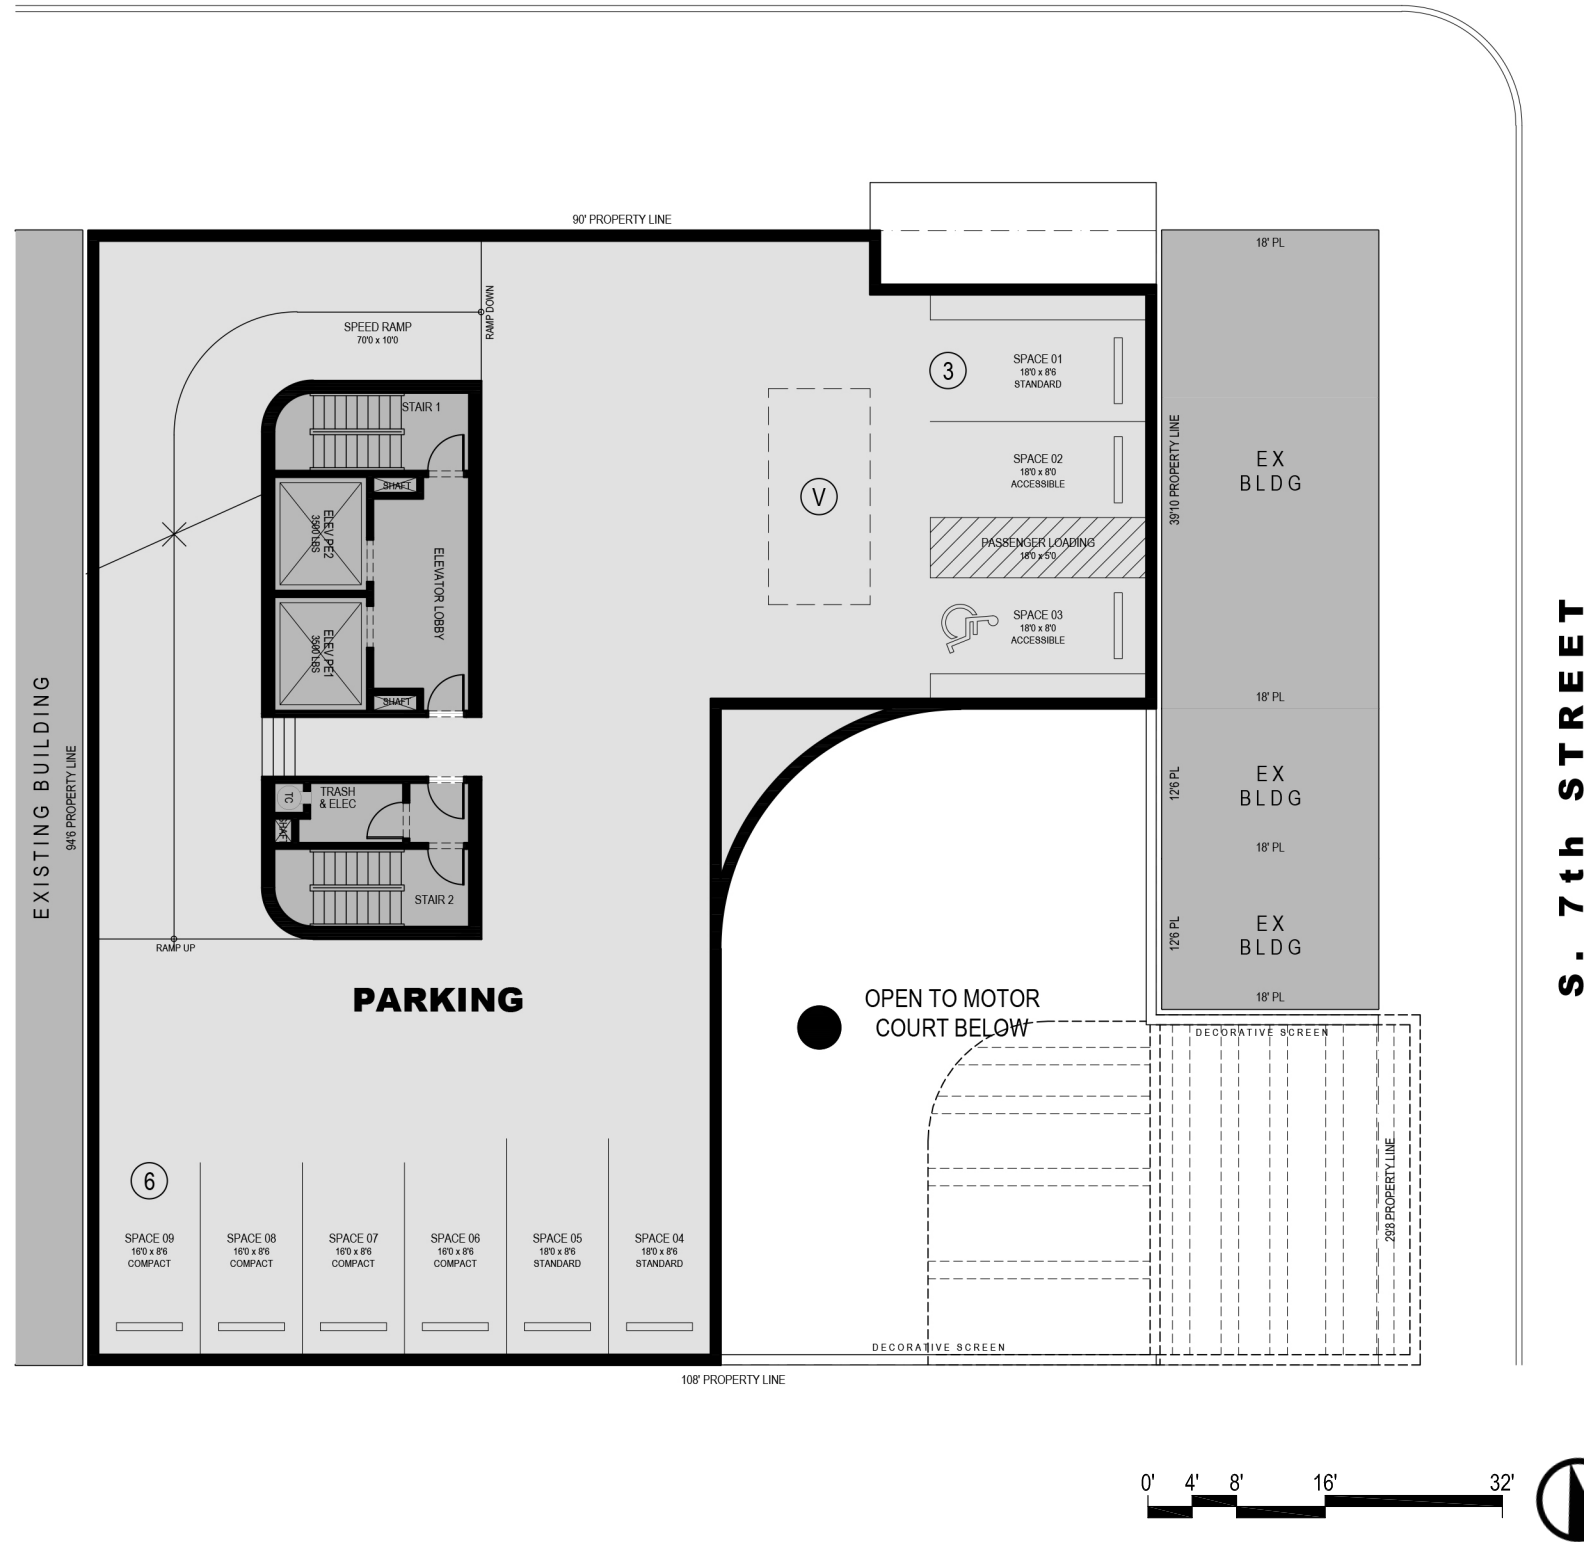 90' PROPERTY LINE
18' PL
RAMP DOWN
SPEED RAMP
70'0 x 10'0
3
SPACE 01
18'0 x 8'6
STANDARD
STAIR 1
39'10 PROPERTY LINE
EX
BLDG
SPACE 02
18'0 x 8'0
ACCESSIBLE
SHAFT
V
ELEV PE2
3500 LBS
PASSENGER LOADING
18'0 x 5'0
ELEVATOR LOBBY
SPACE 03
18'0 x 8'0
ACCESSIBLE
ELEV PE1
3500 LBS
SHAFT
18' PL
S. 7th STREET
EXISTING BUILDING
94'6 PROPERTY LINE
TC
TRASH
& ELEC
12'6 PL
EX
BLDG
18' PL
STAIR 2
12'6 PL
EX
BLDG
RAMP UP
PARKING
OPEN TO MOTOR
COURT BELOW
18' PL
DECORATIVE SCREEN
29'8 PROPERTY LINE
6
SPACE 09
16'0 x 8'6
COMPACT
SPACE 08
16'0 x 8'6
COMPACT
SPACE 07
16'0 x 8'6
COMPACT
SPACE 06
16'0 x 8'6
COMPACT
SPACE 05
18'0 x 8'6
STANDARD
SPACE 04
18'0 x 8'6
STANDARD
DECORATIVE SCREEN
108' PROPERTY LINE
0' 4' 8' 16' 32'